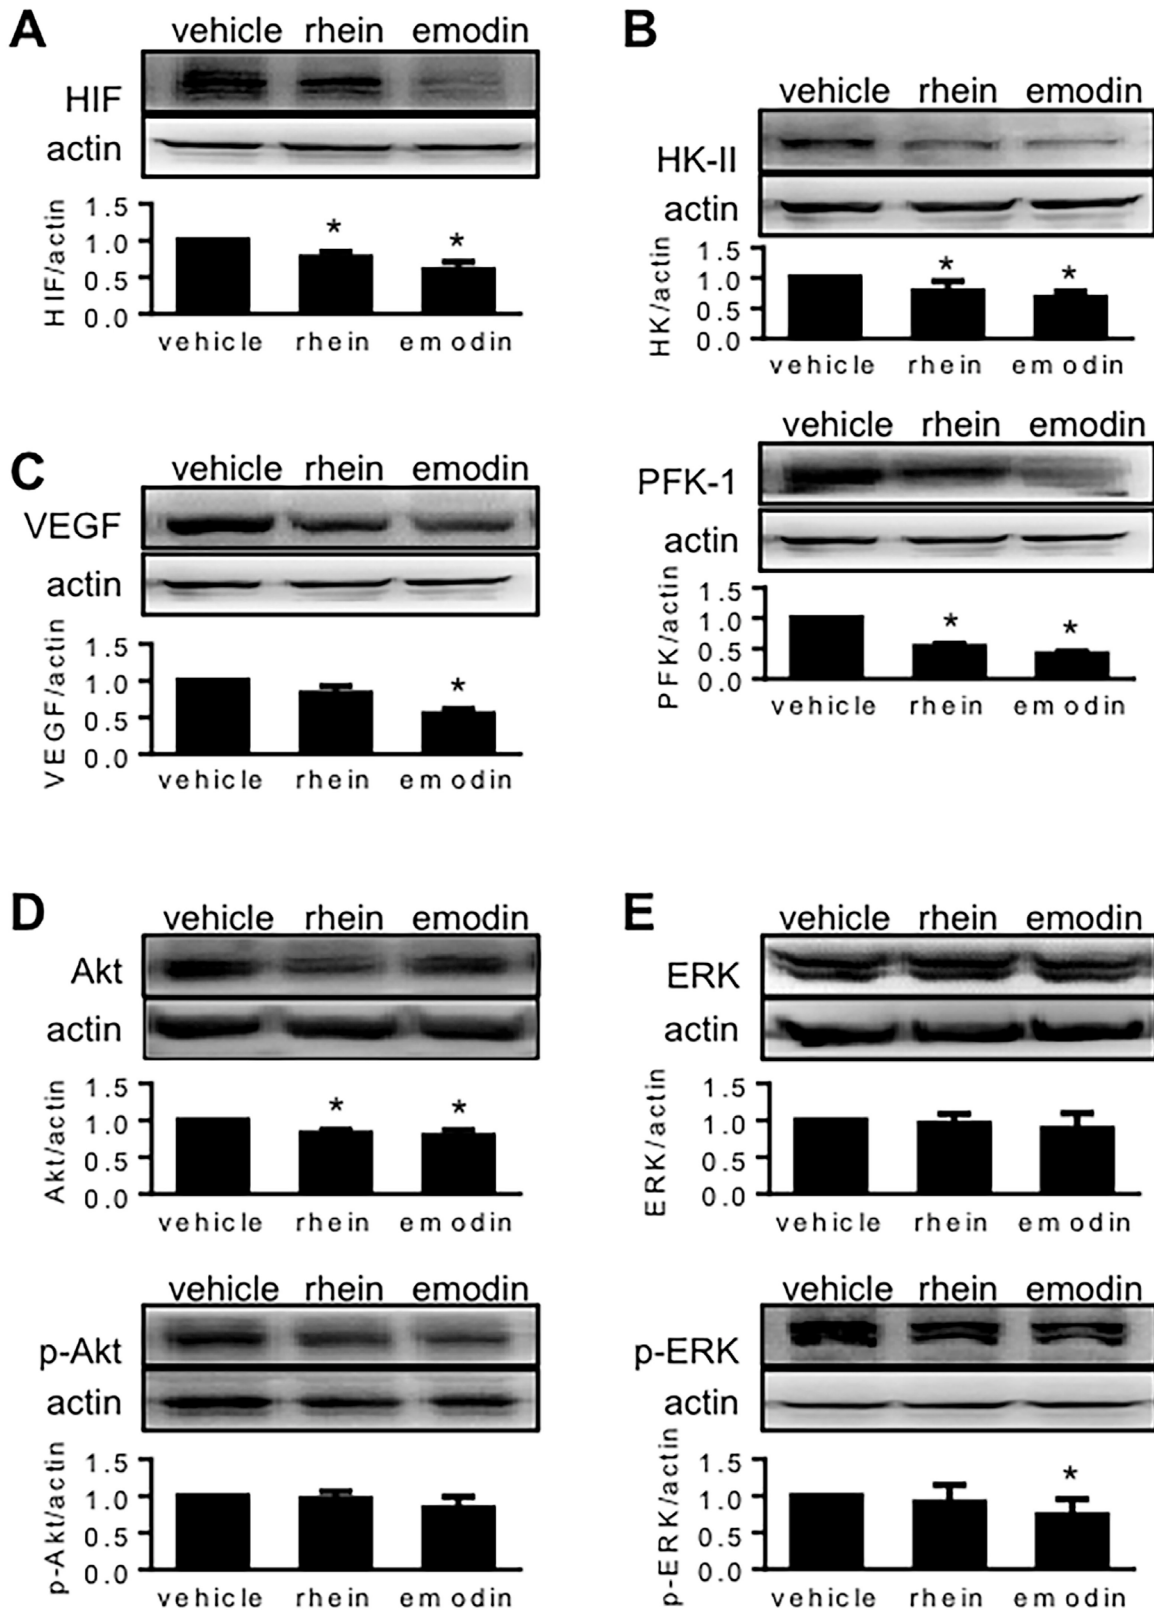 A
vehicle rhein emodin
HIF
actin
HIF/actin
1.5
1.0
0.5
0.0
* *
vehicle rhein emodin
B
vehicle rhein emodin
HK-II
actin
HK/actin
1.5
1.0
0.5
0.0
* *
vehicle rhein emodin
vehicle rhein emodin
PFK-1
actin
PFK/actin
1.5
1.0
0.5
0.0
* *
vehicle rhein emodin
C
vehicle rhein emodin
VEGF
actin
VEGF/actin
1.5
1.0
0.5
0.0
*
vehicle rhein emodin
D
vehicle rhein emodin
Akt
actin
Akt/actin
1.5
1.0
0.5
0.0
* *
vehicle rhein emodin
vehicle rhein emodin
p-Akt
actin
p-Akt/actin
1.5
1.0
0.5
0.0
vehicle rhein emodin
E
vehicle rhein emodin
ERK
actin
ERK/actin
1.5
1.0
0.5
0.0
vehicle rhein emodin
vehicle rhein emodin
p-ERK
actin
p-ERK/actin
1.5
1.0
0.5
0.0
*
vehicle rhein emodin